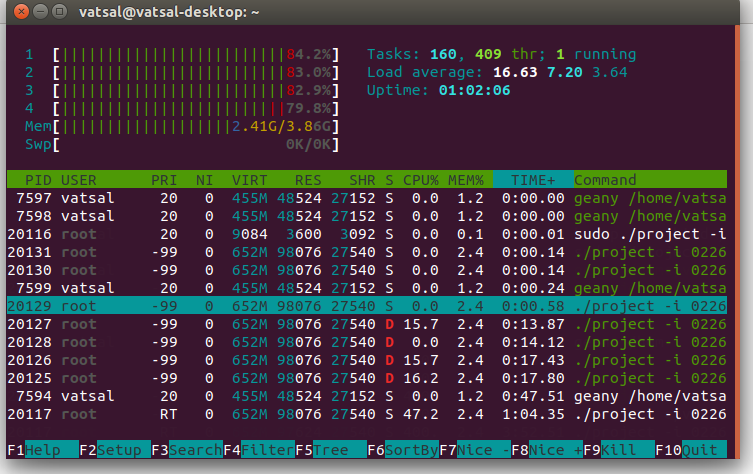 vatsal@vatsal-desktop: ~
1 [||||||||||||||||||||||||||84.2%] Tasks: 160, 409 thr; 1 running
2 [||||||||||||||||||||||||||83.0%] Load average: 16.63 7.20 3.64
3 [||||||||||||||||||||||||||82.9%] Uptime: 01:02:06
4 [||||||||||||||||||||||||||79.8%]
Mem[|||||||||||||||||||2.41G/3.86G]
Swp[ 0K/0K]
PID USER PRI NI VIRT RES SHR S CPU% MEM% TIME+ Command
7597 vatsal 20 0 455M 48524 27152 S 0.0 1.2 0:00.00 geany /home/vatsa
7598 vatsal 20 0 455M 48524 27152 S 0.0 1.2 0:00.00 geany /home/vatsa
20116 root 20 0 9084 3600 3092 S 0.0 0.1 0:00.01 sudo ./project -i
20131 root -99 0 652M 98076 27540 S 0.0 2.4 0:00.14 ./project -i 0226
20130 root -99 0 652M 98076 27540 S 0.0 2.4 0:00.14 ./project -i 0226
7599 vatsal 20 0 455M 48524 27152 S 0.0 1.2 0:00.24 geany /home/vatsa
20129 root -99 0 652M 98076 27540 S 0.0 2.4 0:00.58 ./project -i 0226
20127 root -99 0 652M 98076 27540 D 15.7 2.4 0:13.87 ./project -i 0226
20128 root -99 0 652M 98076 27540 D 0.0 2.4 0:14.12 ./project -i 0226
20126 root -99 0 652M 98076 27540 D 15.7 2.4 0:17.43 ./project -i 0226
20125 root -99 0 652M 98076 27540 D 16.2 2.4 0:17.80 ./project -i 0226
7594 vatsal 20 0 455M 48524 27152 S 0.0 1.2 0:47.51 geany /home/vatsa
20117 root RT 0 652M 98076 27540 S 47.2 2.4 1:04.35 ./project -i 0226
F1Help F2Setup F3SearchF4FilterF5Tree F6SortByF7Nice -F8Nice +F9Kill F10Quit